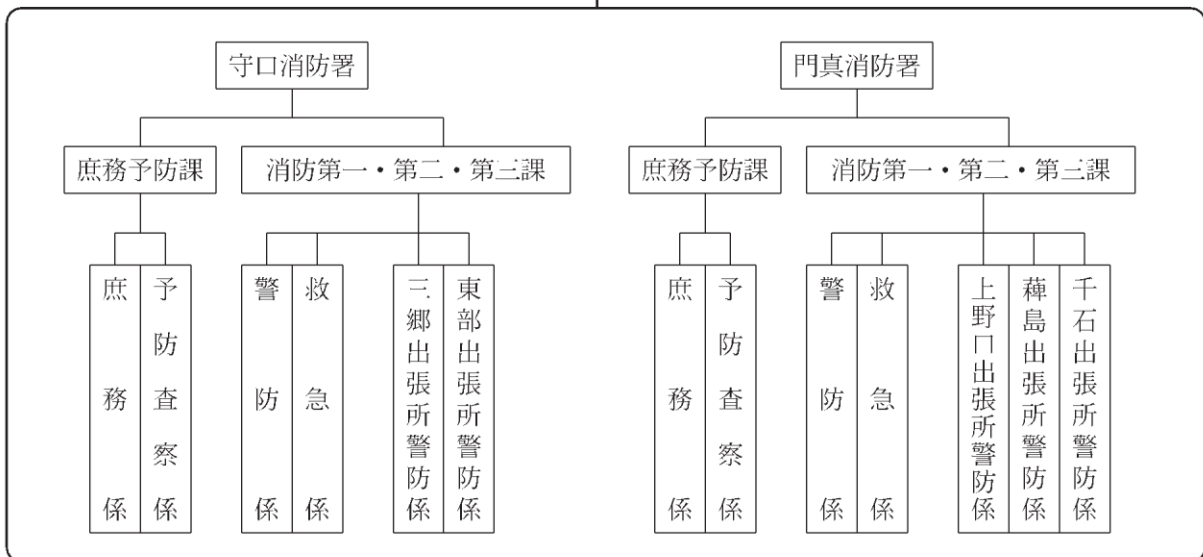 守口消防署
庶務予防課
消防第一・第二・第三課
庶務係
予防査察係
警防係
救急係
三郷出張所警防係
東部出張所警防係
門真消防署
庶務予防課
消防第一・第二・第三課
庶務係
予防査察係
警防係
救急係
上野口出張所警防係
薭島出張所警防係
千石出張所警防係